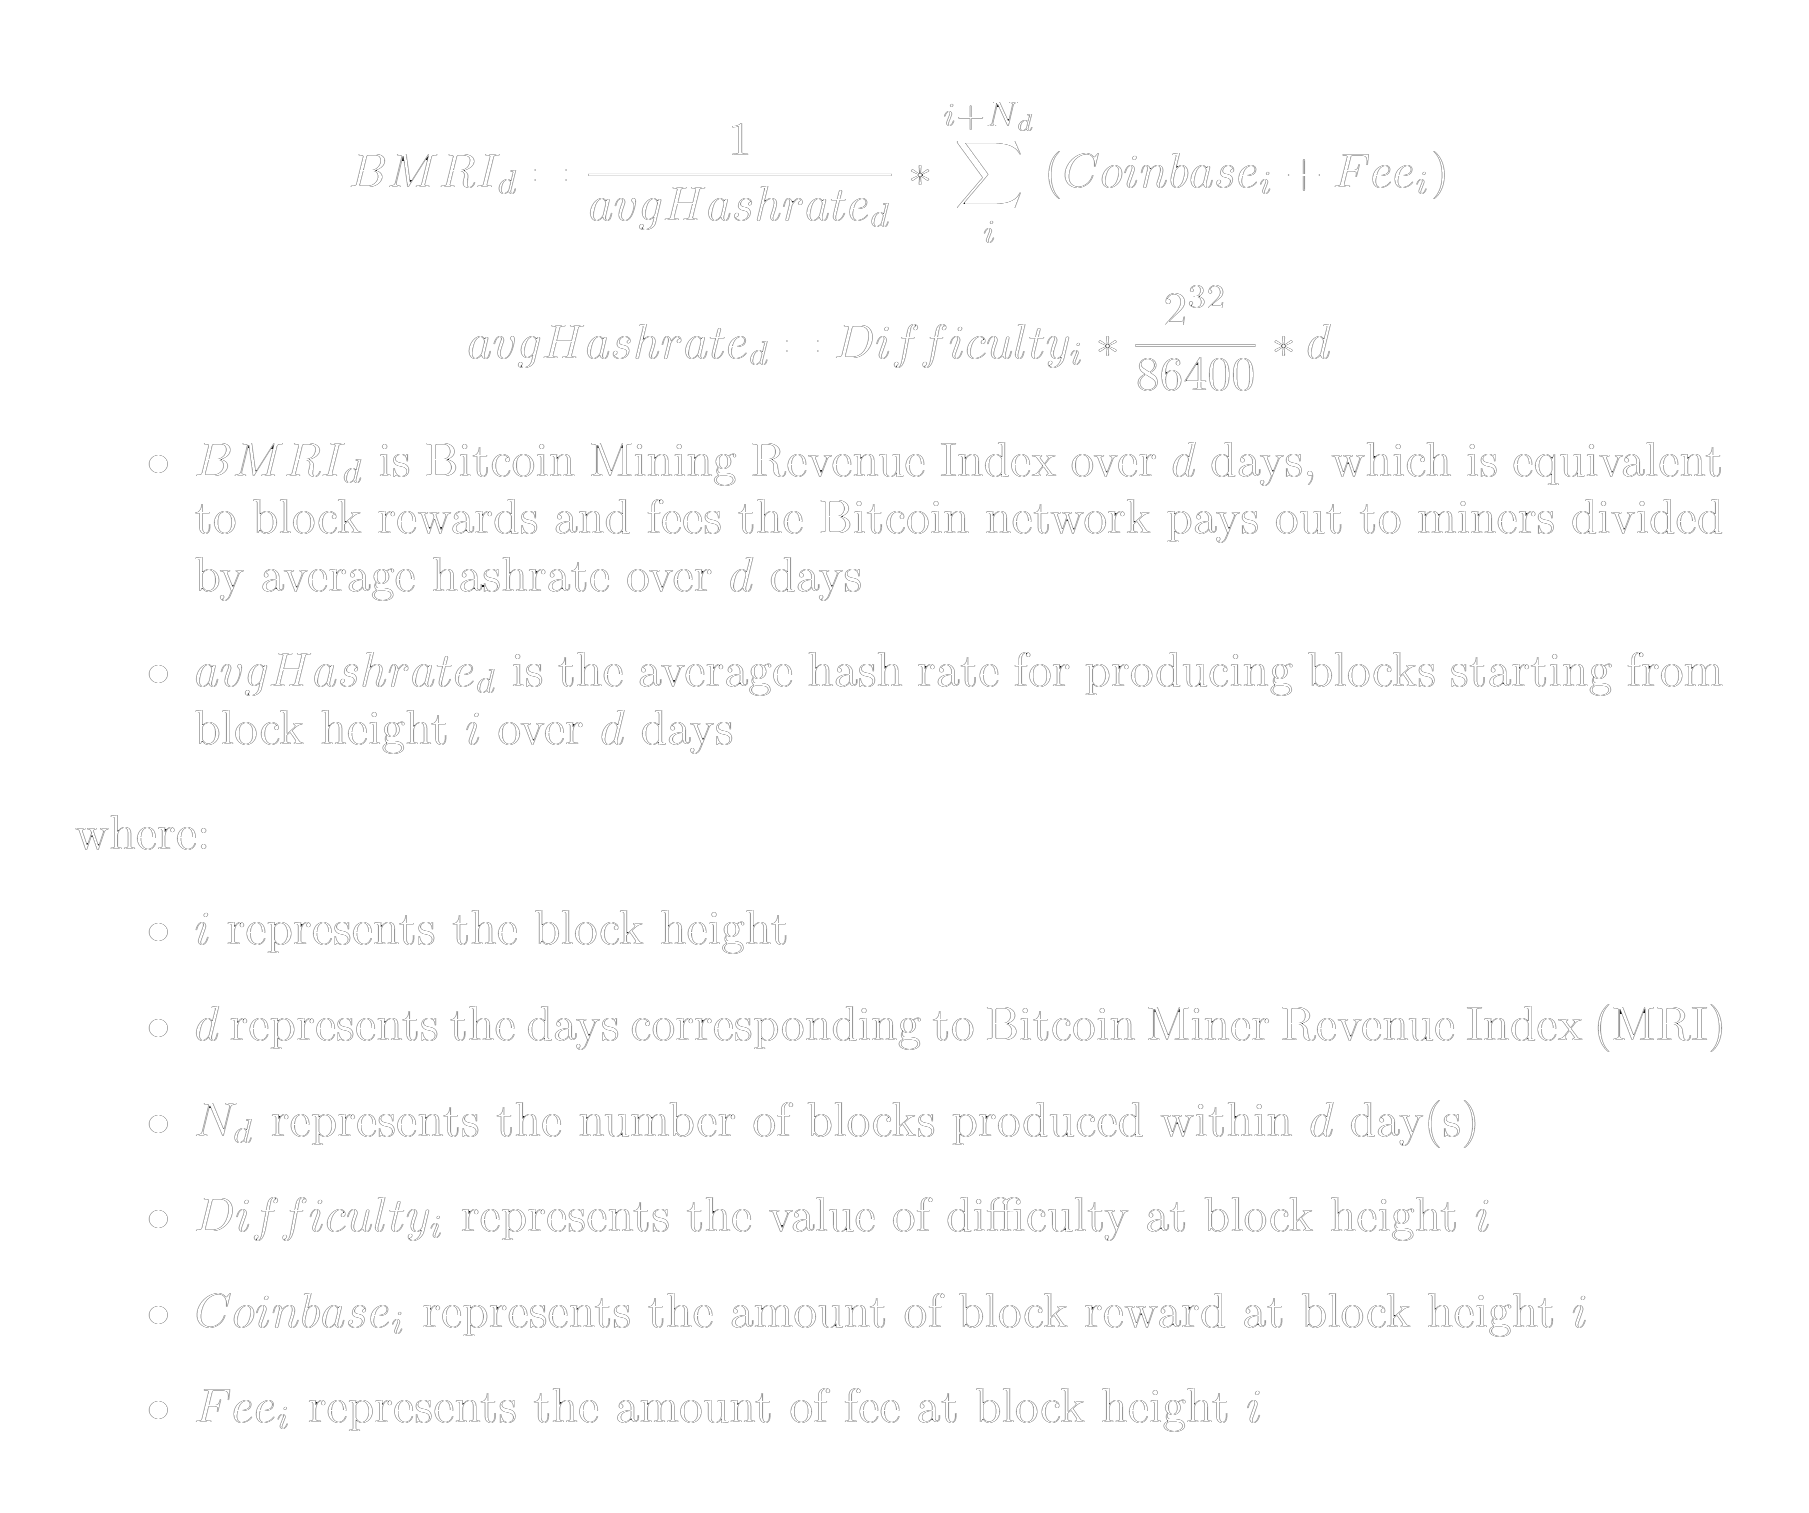 BMRI_d :: \frac{1}{avgHashrate_d} * \sum_{i}^{i+N_d} (Coinbase_i + Fee_i)
avgHashrate_d :: Difficulty_i * \frac{2^{32}}{86400} * d
○ BMRI_d is Bitcoin Mining Revenue Index over d days, which is equivalent
to block rewards and fees the Bitcoin network pays out to miners divided
by average hashrate over d days
○ avgHashrate_d is the average hash rate for producing blocks starting from
block height i over d days
where:
○ i represents the block height
○ d represents the days corresponding to Bitcoin Miner Revenue Index (MRI)
○ N_d represents the number of blocks produced within d day(s)
○ Difficulty_i represents the value of difficulty at block height i
○ Coinbase_i represents the amount of block reward at block height i
○ Fee_i represents the amount of fee at block height i